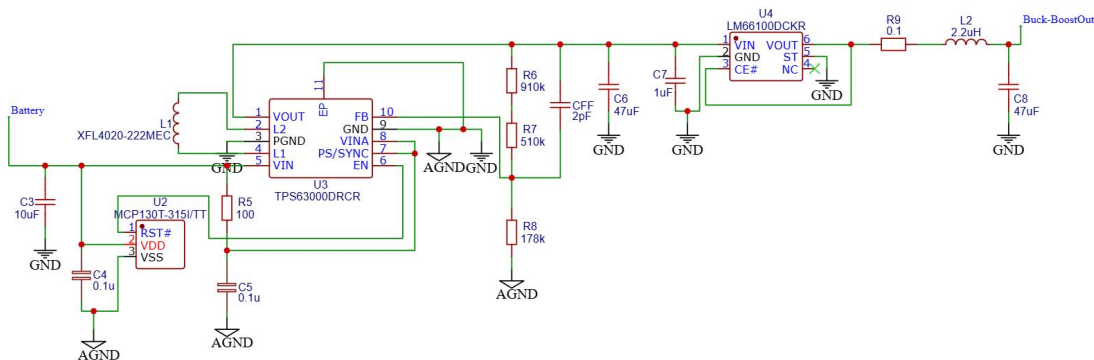 Battery
C3
10uF
GND
C4
0.1u
AGND
U2
MCP130T-315I/TT
1 RST#
2 VDD
3 VSS
L1
XFL4020-222MEC
GND
R5
100
C5
0.1u
AGND
11
EP
1 VOUT
2 L2
3 PGND
4 L1
5 VIN
FB 10
GND 9
VINA 8
PS/SYNC 7
EN 6
U3
TPS63000DRCR
AGND
GND
R6
910k
R7
510k
R8
178k
AGND
CFF
2pF
C6
47uF
GND
C7
1uF
GND
U4
LM66100DCKR
1 VIN
2 GND
3 CE#
VOUT 6
ST 5
NC 4
GND
R9
0.1
L2
2.2uH
Buck-BoostOut
C8
47uF
GND